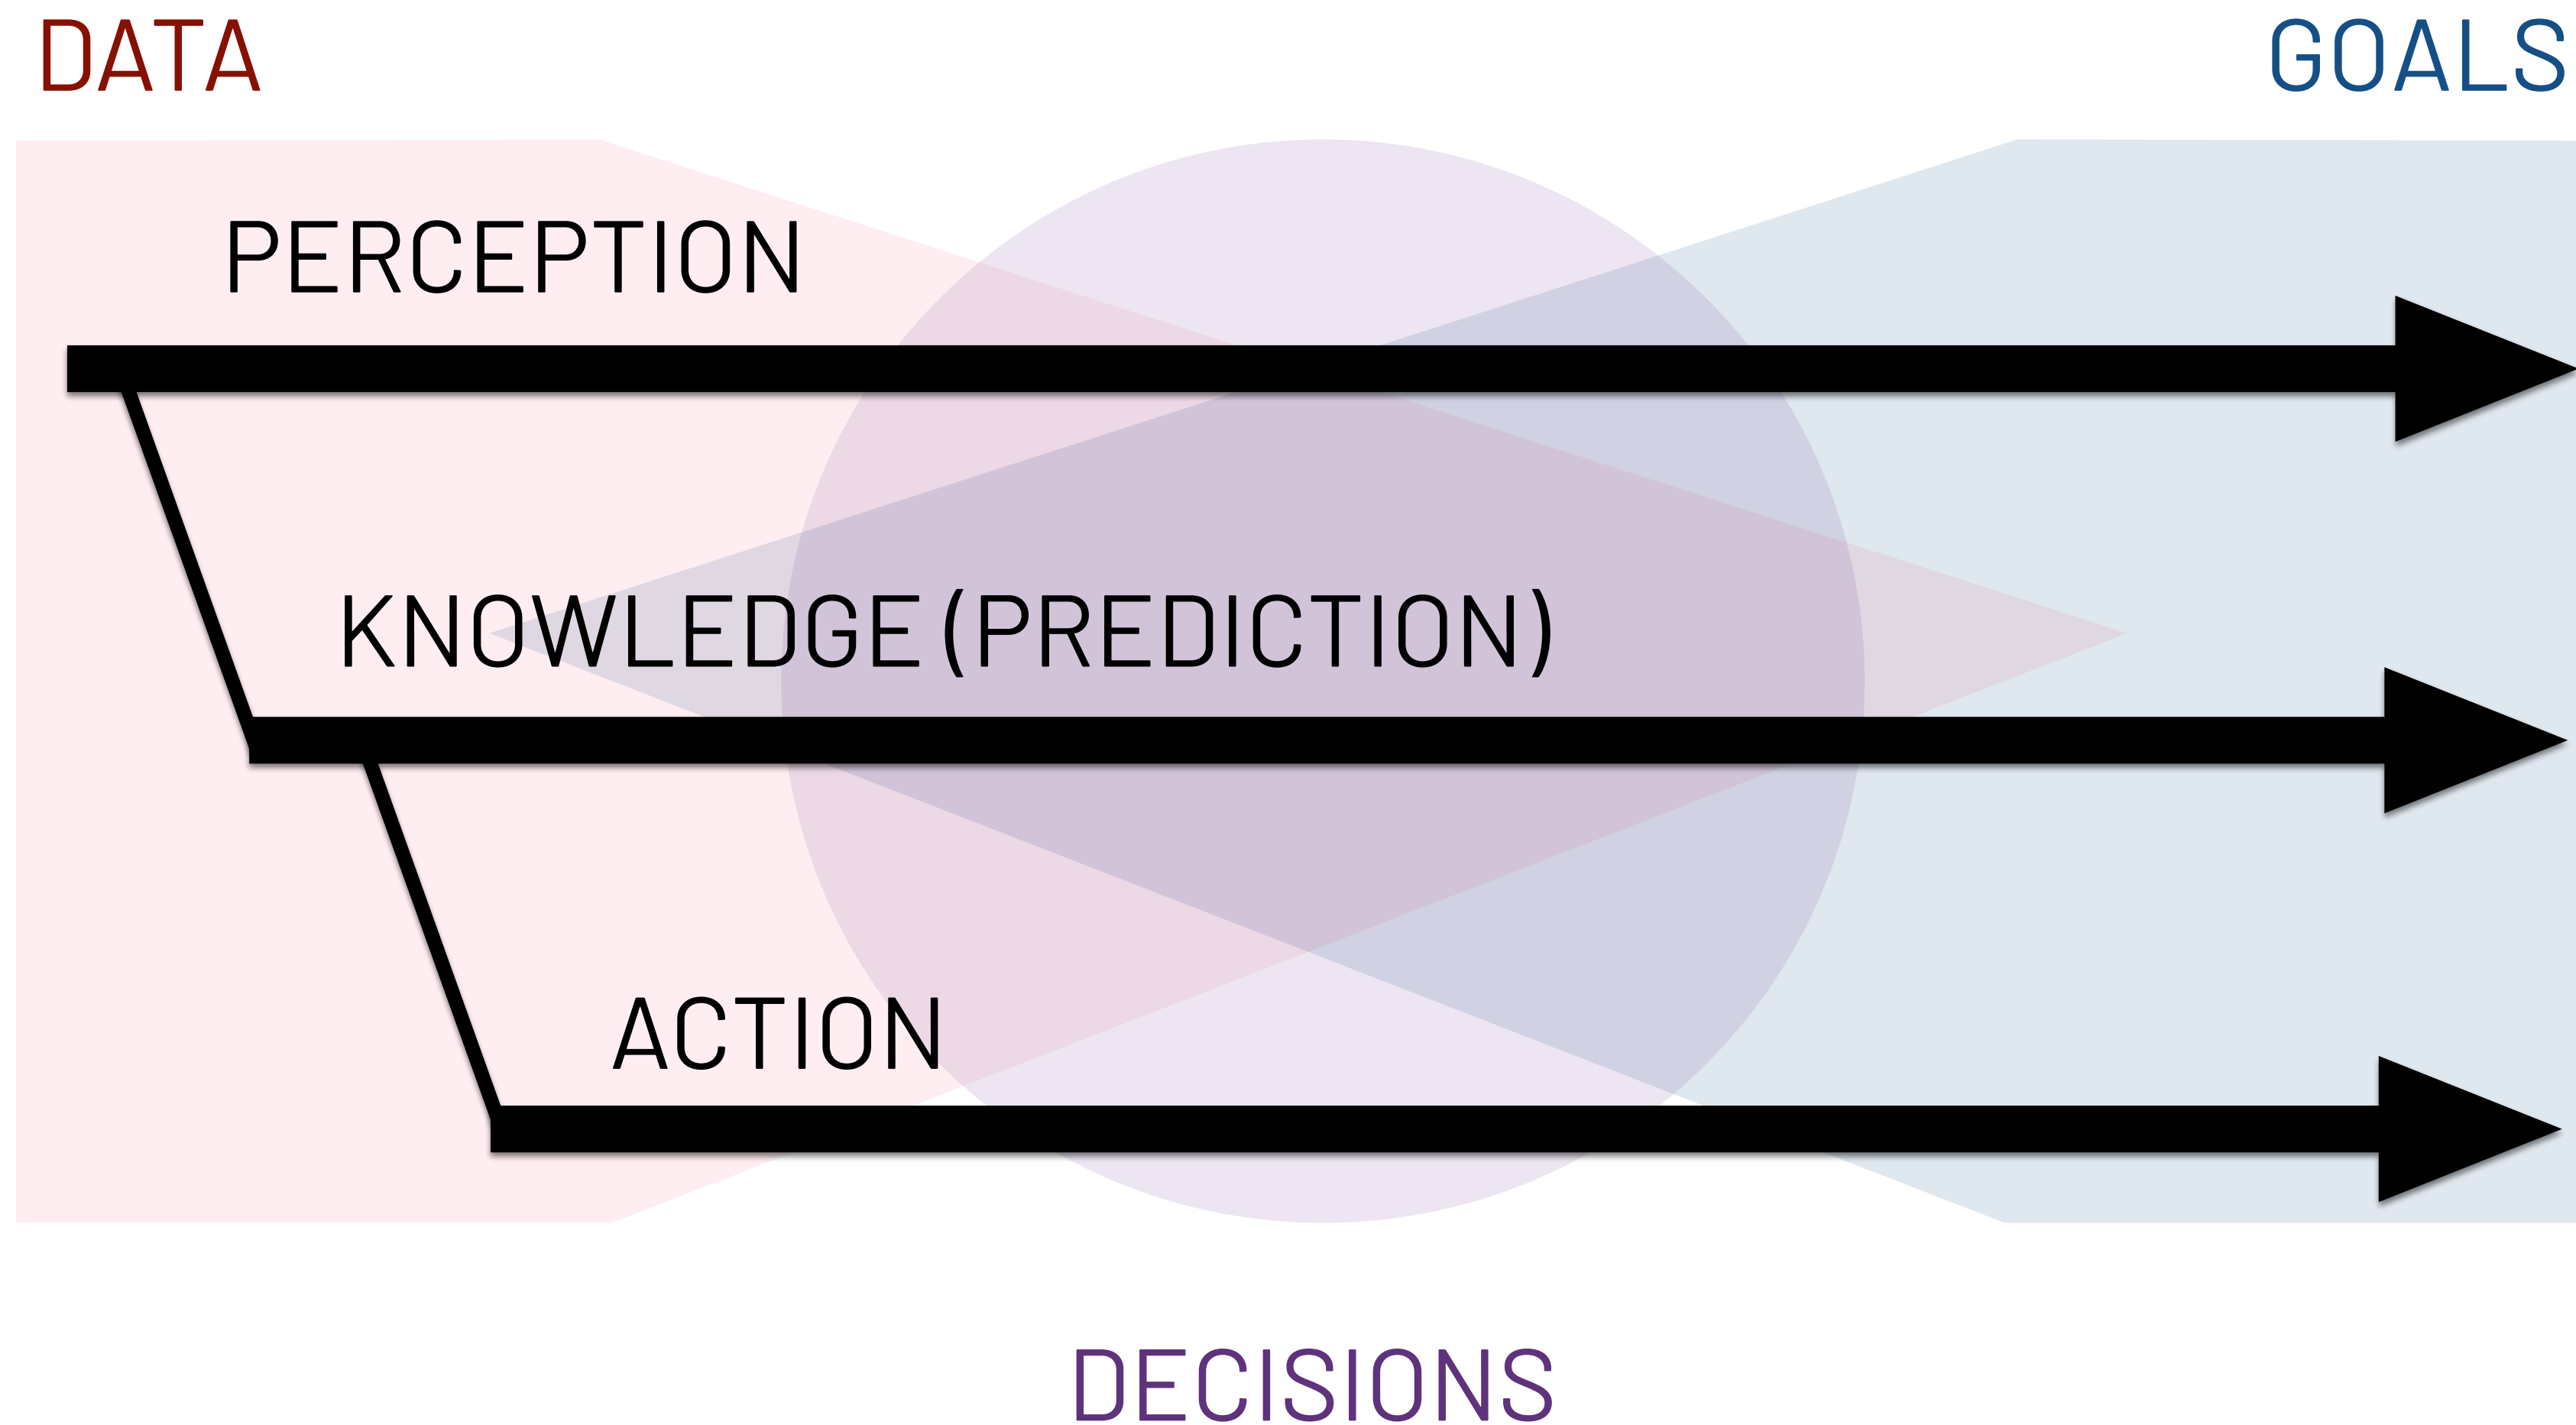 DATA
GOALS
PERCEPTION
KNOWLEDGE (PREDICTION)
ACTION
DECISIONS